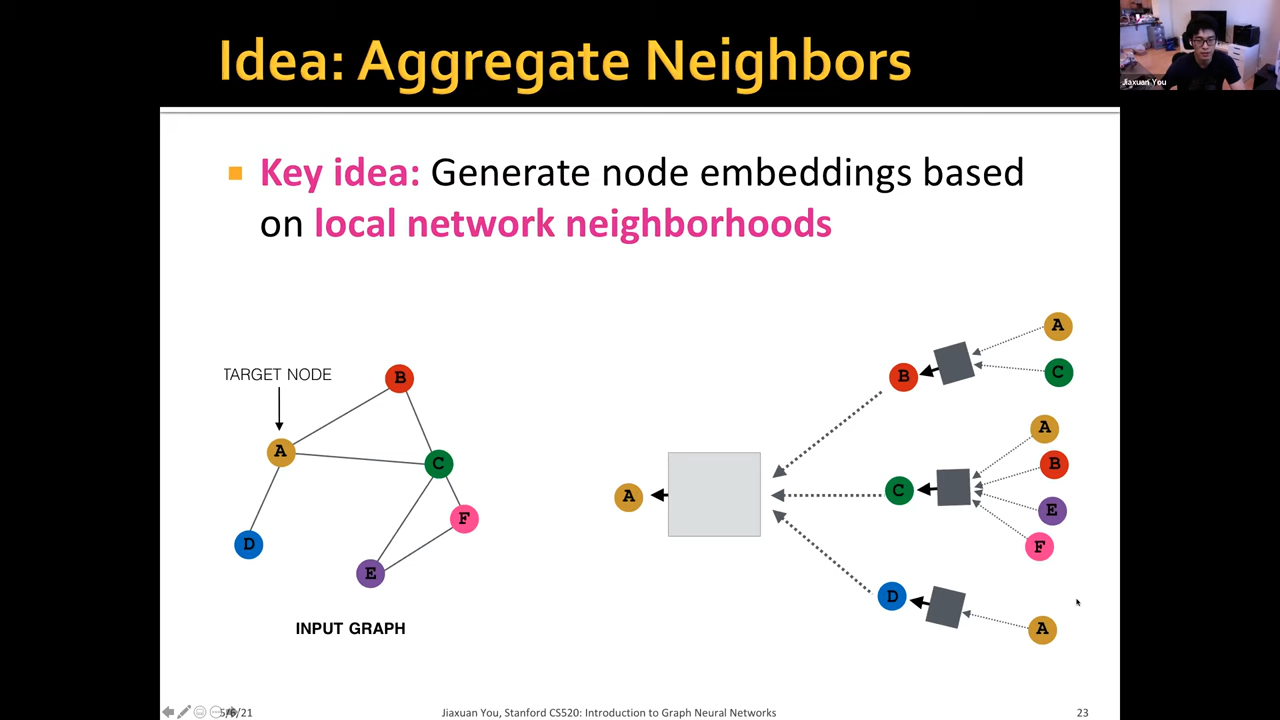 Idea: Aggregate Neighbors
Jiaxuan You
Key idea: Generate node embeddings based
on local network neighborhoods
TARGET NODE
A
B
C
D
E
F
INPUT GRAPH
A
B
C
D
A
C
A
B
E
F
A
5/6/21
Jiaxuan You, Stanford CS520: Introduction to Graph Neural Networks
23